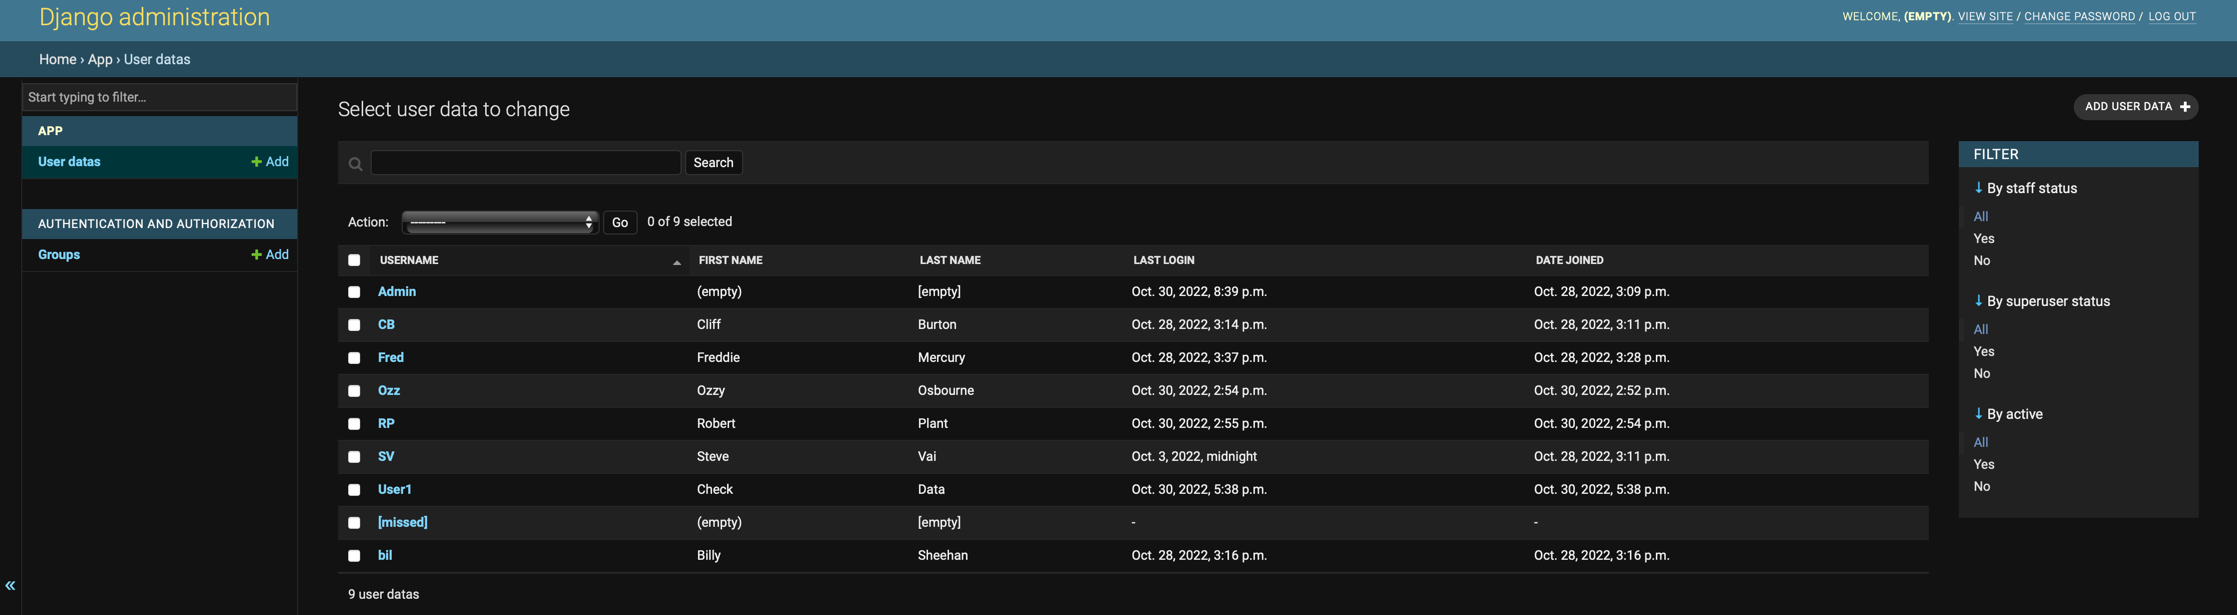 Django administration
WELCOME, (EMPTY). VIEW SITE / CHANGE PASSWORD / LOG OUT
Home › App › User datas
Start typing to filter...
APP
User datas + Add
AUTHENTICATION AND AUTHORIZATION
Groups + Add
«
Select user data to change
ADD USER DATA +
Search
Action: --------- Go 0 of 9 selected
USERNAME FIRST NAME LAST NAME LAST LOGIN DATE JOINED
Admin (empty) [empty] Oct. 30, 2022, 8:39 p.m. Oct. 28, 2022, 3:09 p.m.
CB Cliff Burton Oct. 28, 2022, 3:14 p.m. Oct. 28, 2022, 3:11 p.m.
Fred Freddie Mercury Oct. 28, 2022, 3:37 p.m. Oct. 28, 2022, 3:28 p.m.
Ozz Ozzy Osbourne Oct. 30, 2022, 2:54 p.m. Oct. 30, 2022, 2:52 p.m.
RP Robert Plant Oct. 30, 2022, 2:55 p.m. Oct. 30, 2022, 2:54 p.m.
SV Steve Vai Oct. 3, 2022, midnight Oct. 28, 2022, 3:11 p.m.
User1 Check Data Oct. 30, 2022, 5:38 p.m. Oct. 30, 2022, 5:38 p.m.
[missed] (empty) [empty] - -
bil Billy Sheehan Oct. 28, 2022, 3:16 p.m. Oct. 28, 2022, 3:16 p.m.
9 user datas
FILTER
↓ By staff status
All
Yes
No
↓ By superuser status
All
Yes
No
↓ By active
All
Yes
No